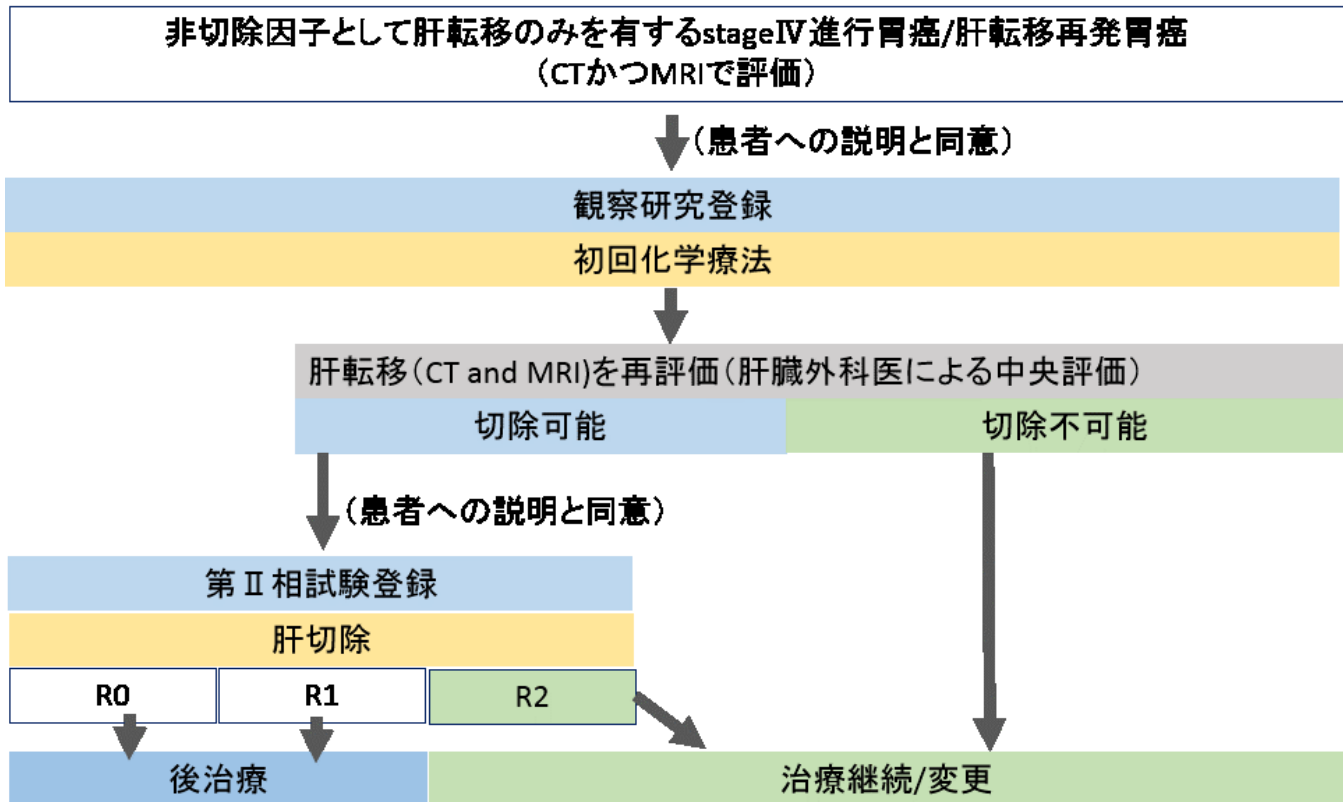 非切除因子として肝転移のみを有するstageⅣ進行胃癌/肝転移再発胃癌
（CTかつMRIで評価）
（患者への説明と同意）
観察研究登録
初回化学療法
肝転移（CT and MRI)を再評価（肝臓外科医による中央評価）
切除可能
切除不可能
（患者への説明と同意）
第Ⅱ相試験登録
肝切除
R0
R1
R2
後治療
治療継続/変更